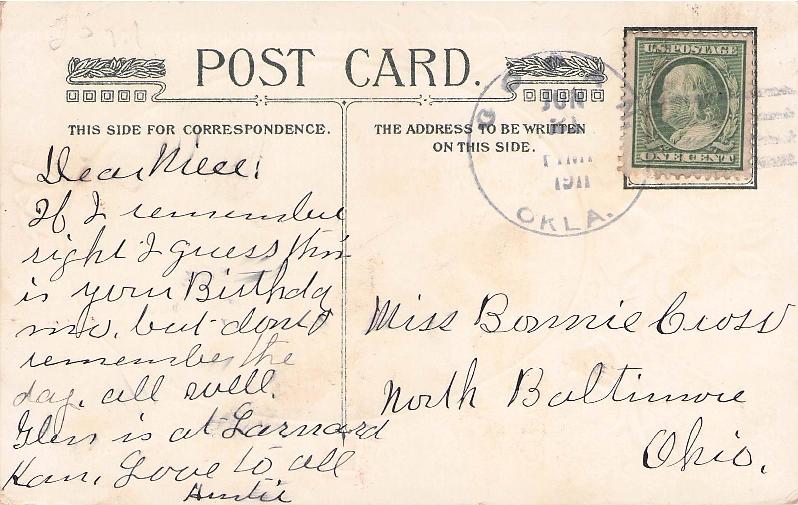 POST CARD.
THIS SIDE FOR CORRESPONDENCE.
THE ADDRESS TO BE WRITTEN
ON THIS SIDE.
U.S. POSTAGE
ONE CENT
JUN
21
1911
OKLA.
Dear Niece:
If I remember
right I guess this
is your Birthday
mo. but dont
remember the
day, all well.
Glen is at Larnard
Kan. Love to all
Auntie
Miss Bonnie Cross
North Baltimore
Ohio.